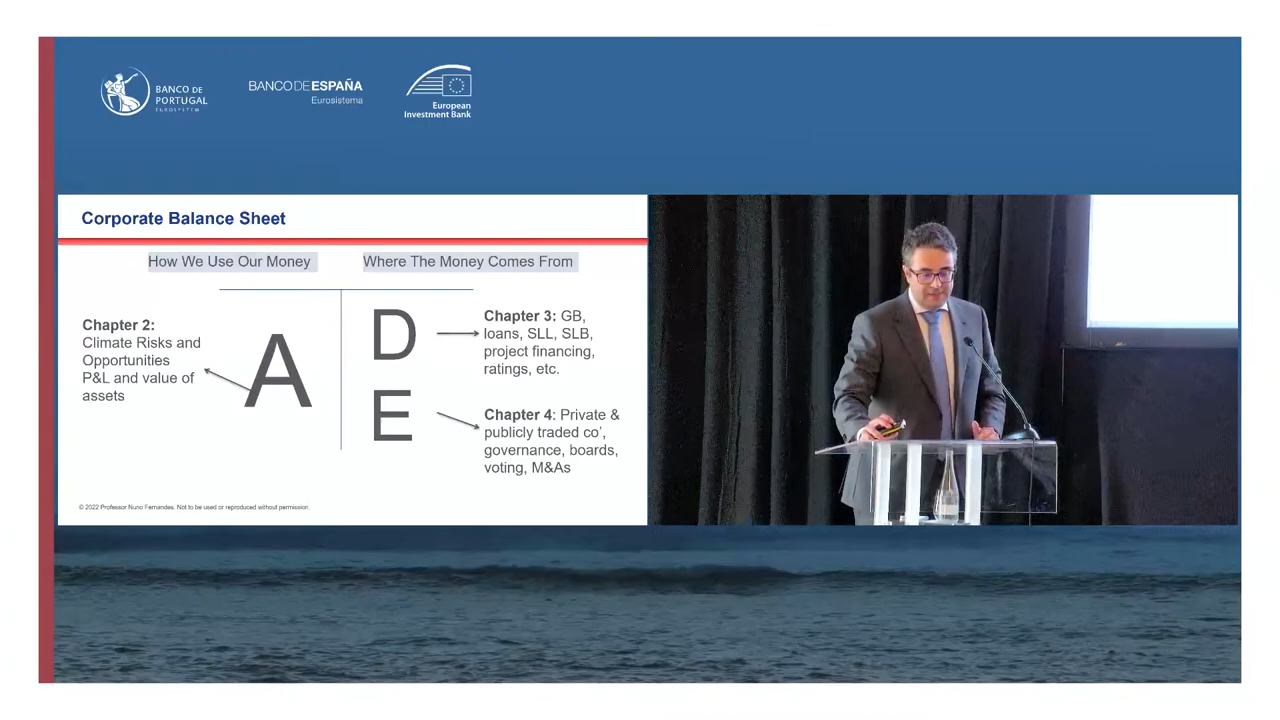 BANCO DE
PORTUGAL
EUROSYSTEM
BANCODEESPAÑA
Eurosistema
European
Investment Bank
Corporate Balance Sheet
How We Use Our Money
Where The Money Comes From
Chapter 2:
Climate Risks and
Opportunities
P&L and value of
assets
A
D
E
Chapter 3: GB,
loans, SLL, SLB,
project financing,
ratings, etc.
Chapter 4: Private &
publicly traded co’,
governance, boards,
voting, M&As
© 2022 Professor Nuno Fernandes. Not to be used or reproduced without permission.